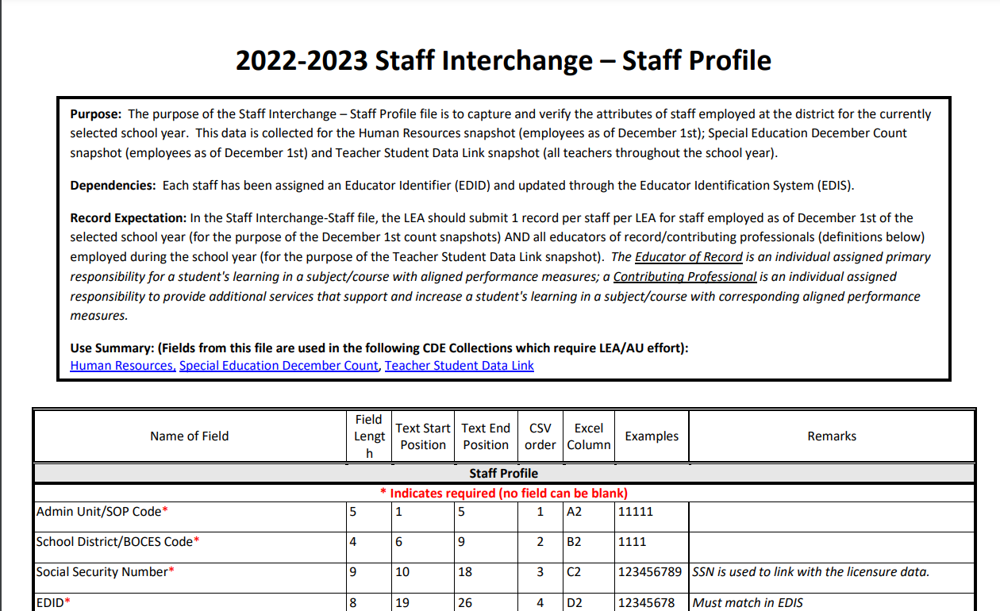 2022-2023 Staff Interchange – Staff Profile
Purpose: The purpose of the Staff Interchange – Staff Profile file is to capture and verify the attributes of staff employed at the district for the currently
selected school year. This data is collected for the Human Resources snapshot (employees as of December 1st); Special Education December Count
snapshot (employees as of December 1st) and Teacher Student Data Link snapshot (all teachers throughout the school year).
Dependencies: Each staff has been assigned an Educator Identifier (EDID) and updated through the Educator Identification System (EDIS).
Record Expectation: In the Staff Interchange-Staff file, the LEA should submit 1 record per staff per LEA for staff employed as of December 1st of the
selected school year (for the purpose of the December 1st count snapshots) AND all educators of record/contributing professionals (definitions below)
employed during the school year (for the purpose of the Teacher Student Data Link snapshot). The Educator of Record is an individual assigned primary
responsibility for a student's learning in a subject/course with aligned performance measures; a Contributing Professional is an individual assigned
responsibility to provide additional services that support and increase a student's learning in a subject/course with corresponding aligned performance
measures.
Use Summary: (Fields from this file are used in the following CDE Collections which require LEA/AU effort):
Human Resources, Special Education December Count, Teacher Student Data Link
Name of Field Field Lengt h Text Start Position Text End Position CSV order Excel Column Examples Remarks
Staff Profile
* Indicates required (no field can be blank)
Admin Unit/SOP Code* 5 1 5 1 A2 11111
School District/BOCES Code* 4 6 9 2 B2 1111
Social Security Number* 9 10 18 3 C2 123456789 SSN is used to link with the licensure data.
EDID* 8 19 26 4 D2 12345678 Must match in EDIS